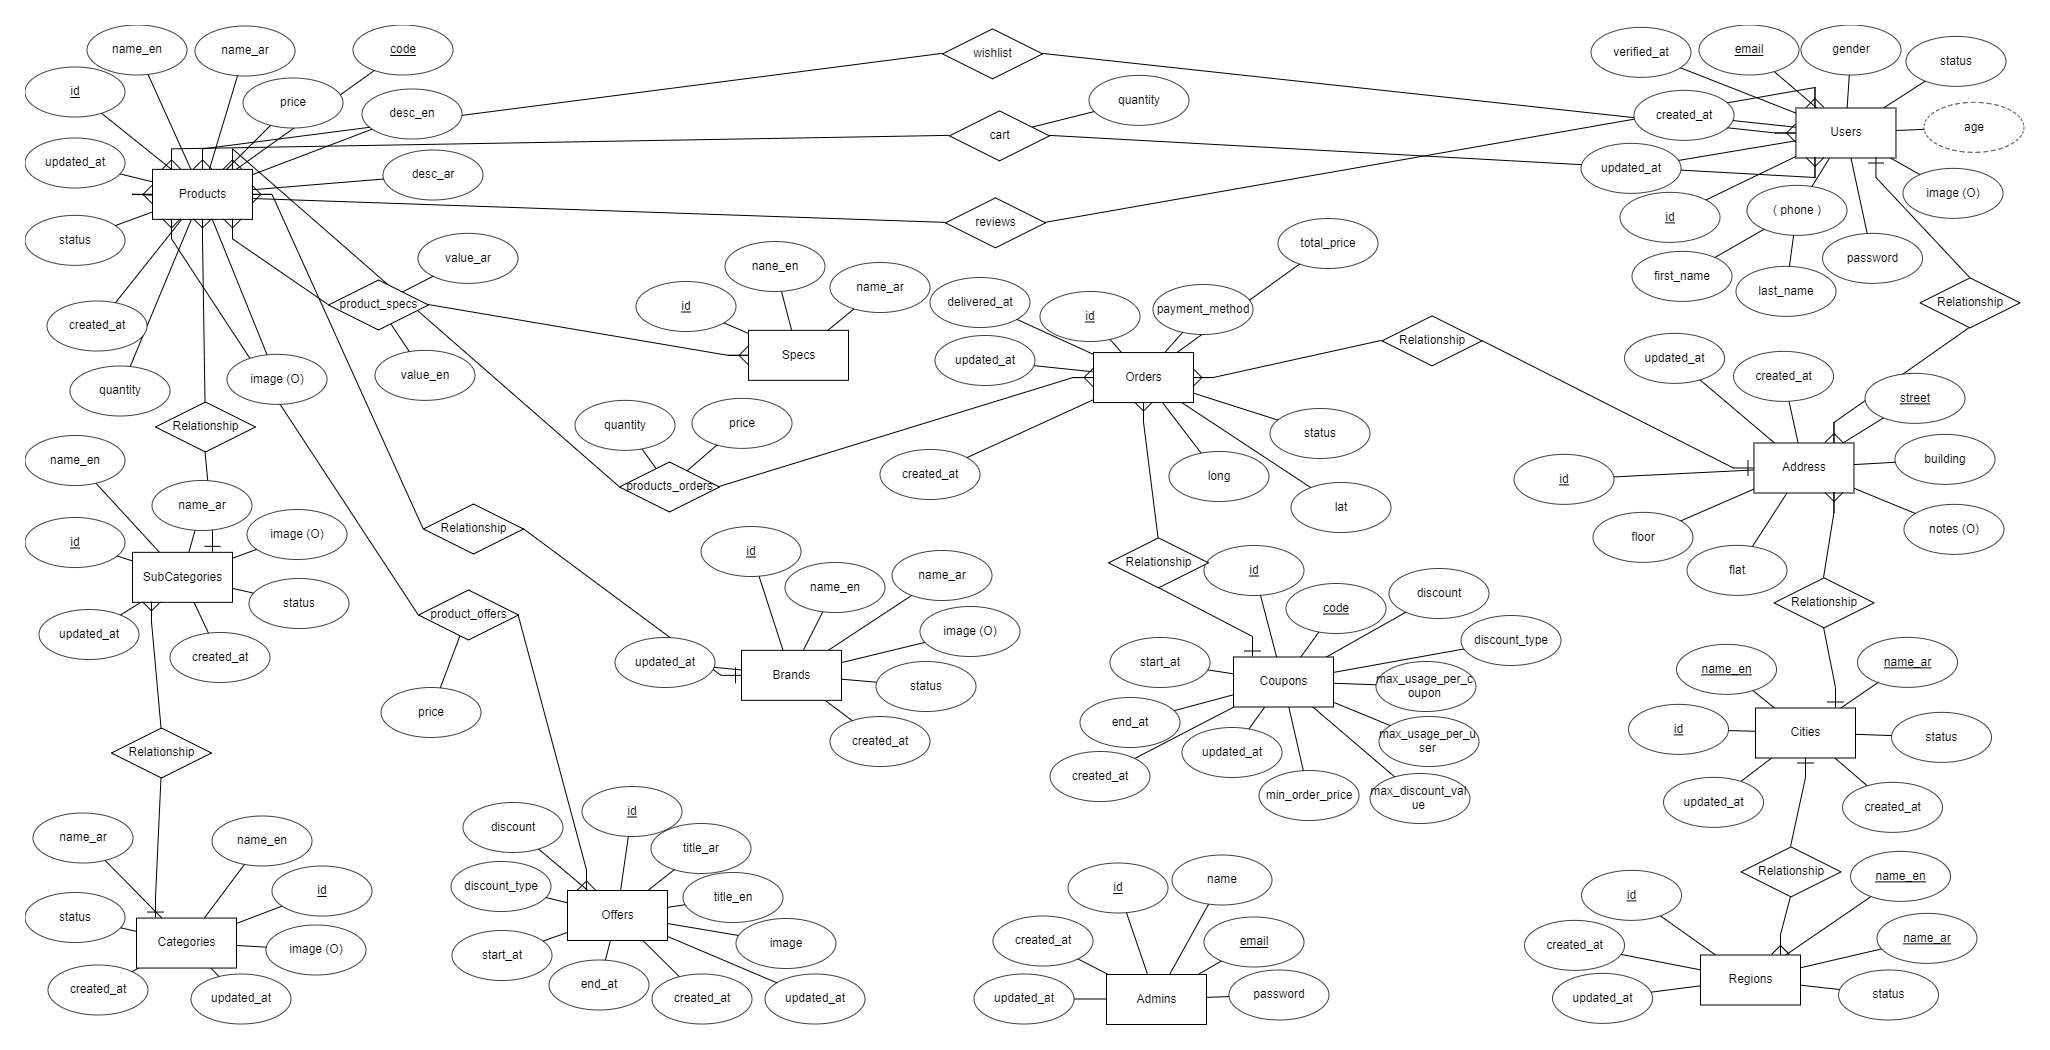 name_en
name_ar
code
id
price
desc_en
updated_at
desc_ar
Products
status
created_at
quantity
image (O)
wishlist
cart
quantity
reviews
verified_at
email
gender
status
created_at
Users
age
updated_at
id
( phone )
image (O)
first_name
last_name
password
Relationship
value_ar
product_specs
value_en
nane_en
id
name_ar
Specs
total_price
delivered_at
id
payment_method
updated_at
Orders
Relationship
status
created_at
long
lat
quantity
price
products_orders
updated_at
created_at
street
Address
building
id
floor
flat
notes (O)
Relationship
name_en
name_ar
id
image (O)
SubCategories
status
updated_at
created_at
Relationship
Relationship
id
name_en
name_ar
image (O)
updated_at
Brands
status
created_at
product_offers
price
Relationship
id
code
discount
discount_type
start_at
Coupons
max_usage_per_c
oupon
end_at
max_usage_per_u
ser
created_at
updated_at
min_order_price
max_discount_val
ue
Relationship
name_en
name_ar
id
Cities
status
updated_at
created_at
Relationship
name_ar
name_en
id
status
Categories
image (O)
created_at
updated_at
discount
id
title_ar
discount_type
title_en
Offers
start_at
image
end_at
created_at
updated_at
id
name
created_at
email
updated_at
Admins
password
id
name_en
created_at
name_ar
Regions
updated_at
status